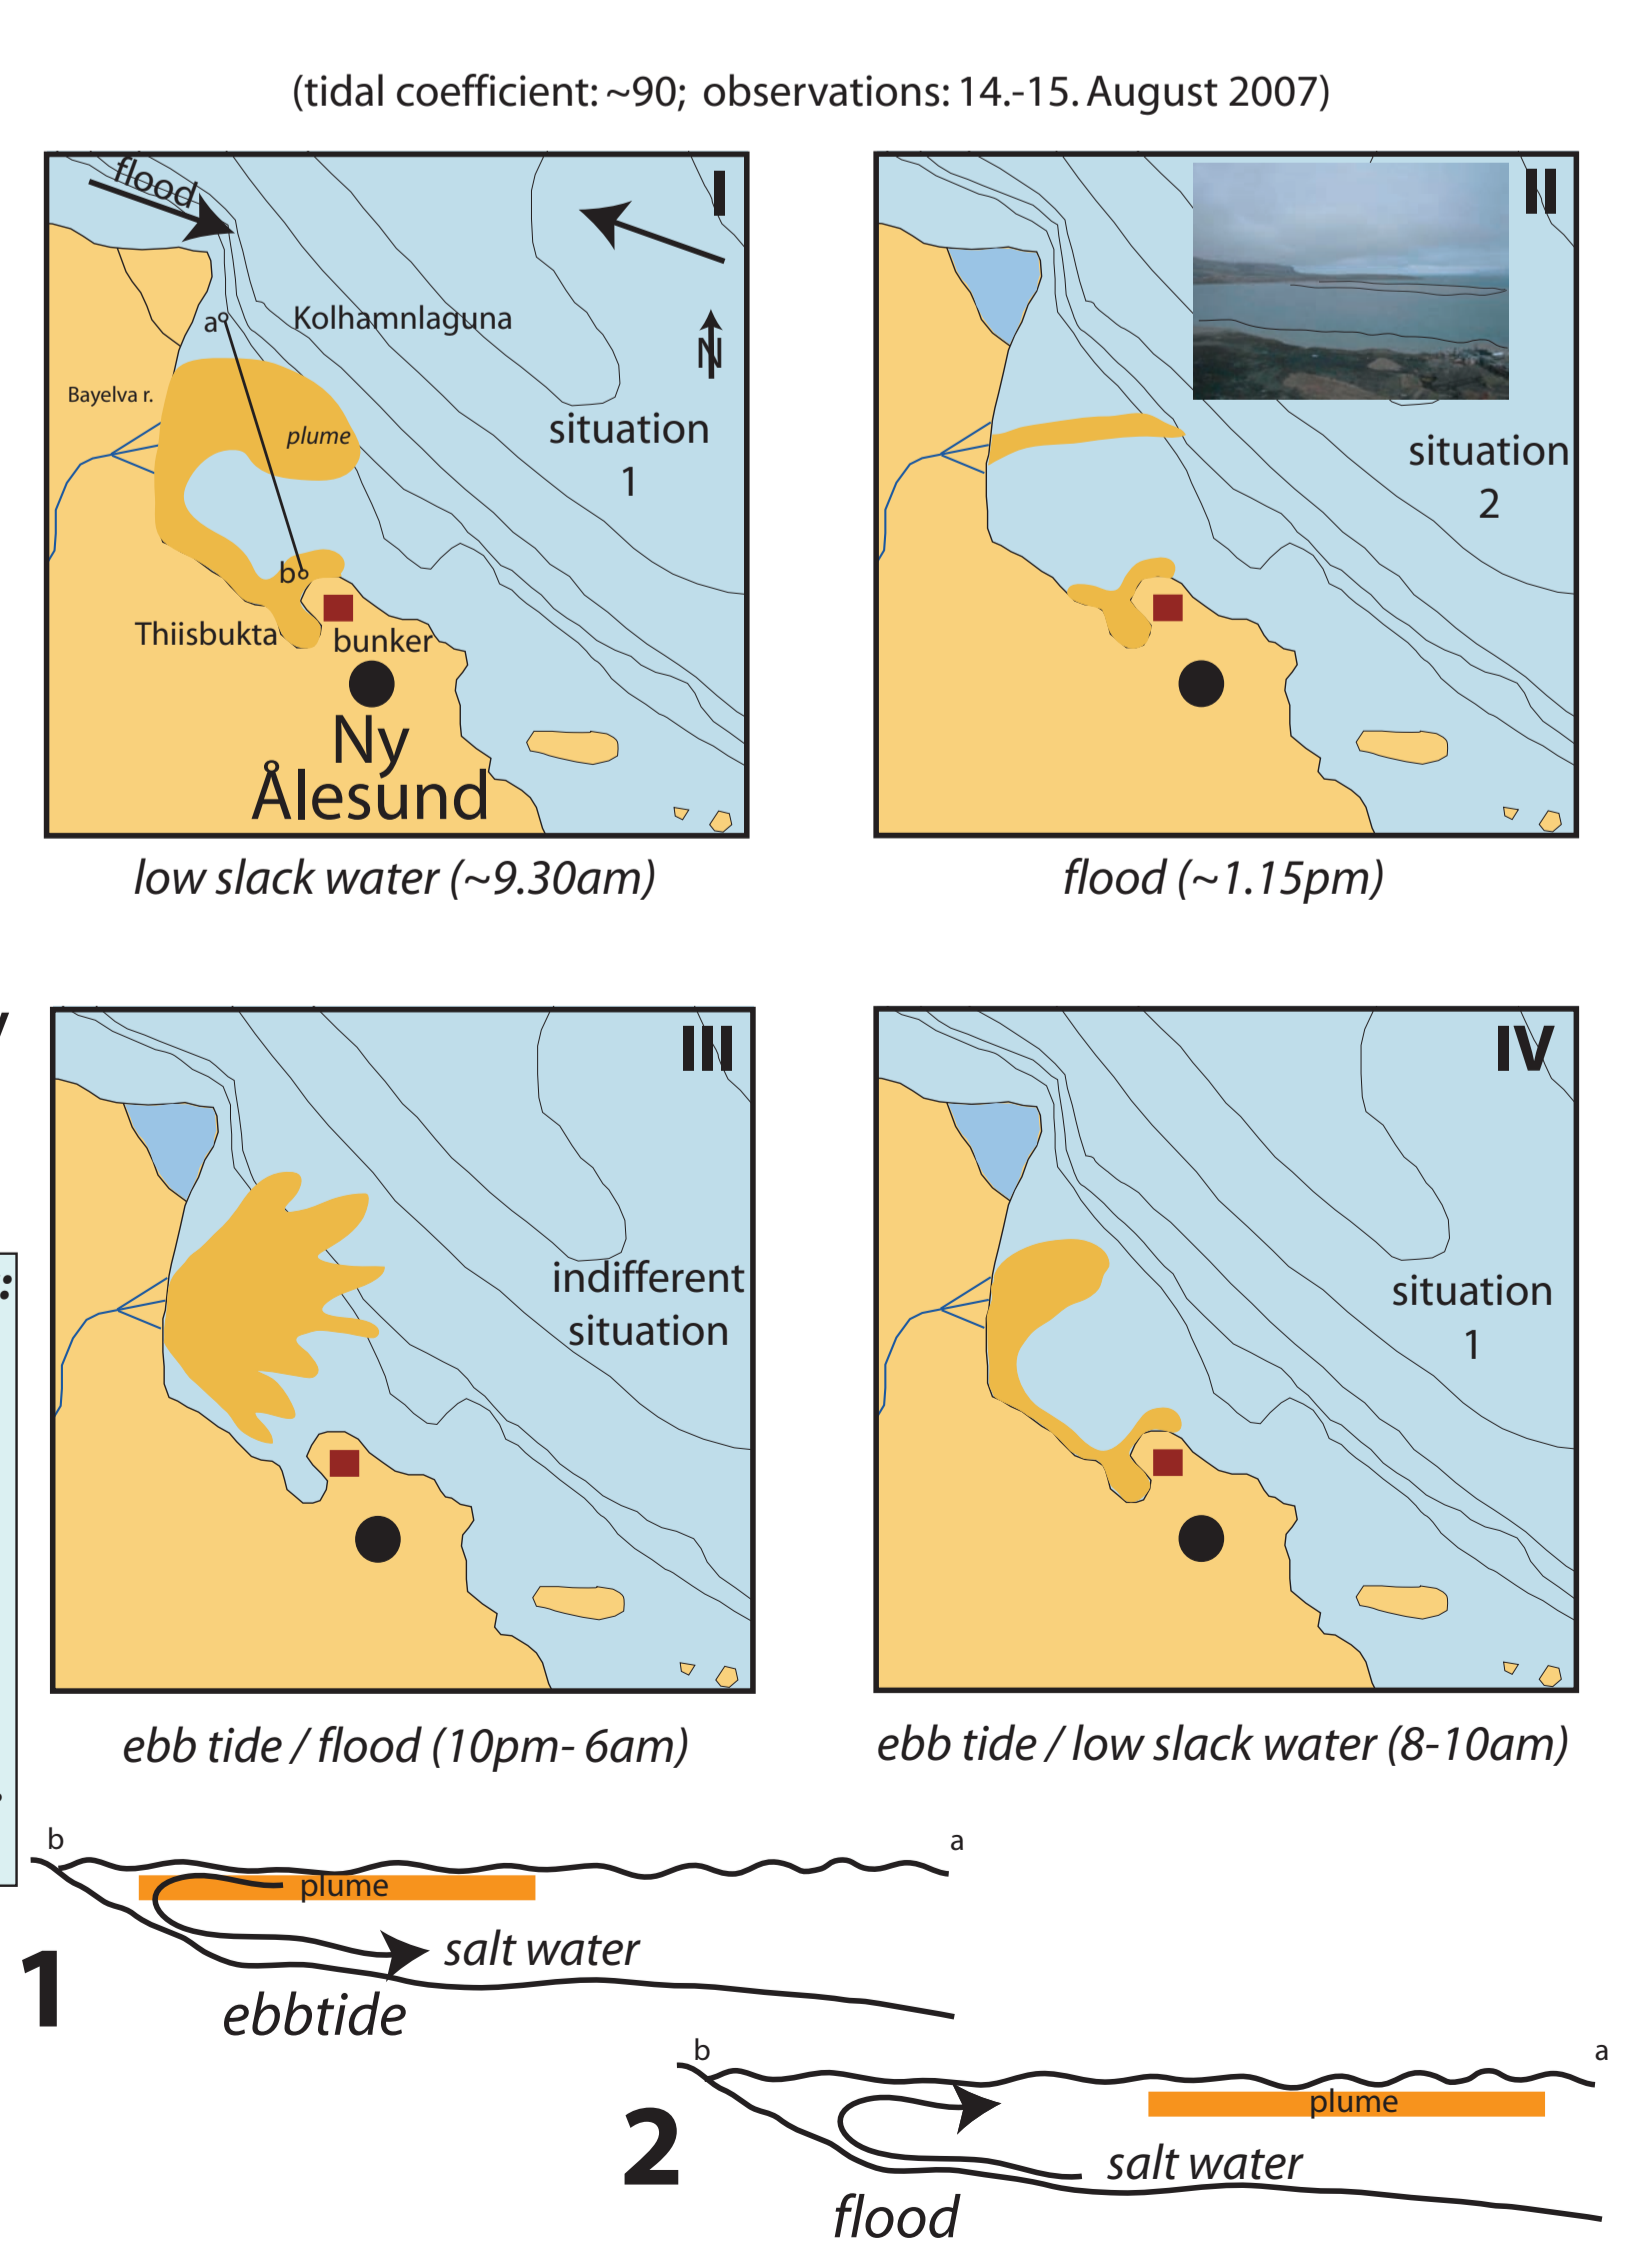 (tidal coefficient: ~90; observations: 14.-15. August 2007)
flood
I
a
Kolhamnlaguna
N
Bayelva r.
plume
situation
1
b
Thiisbukta
bunker
Ny
Ålesund
low slack water (~9.30am)
II
situation
2
flood (~1.15pm)
III
indifferent
situation
ebb tide / flood (10pm- 6am)
IV
situation
1
ebb tide / low slack water (8-10am)
b
a
plume
salt water
1
ebbtide
b
a
plume
2
salt water
flood